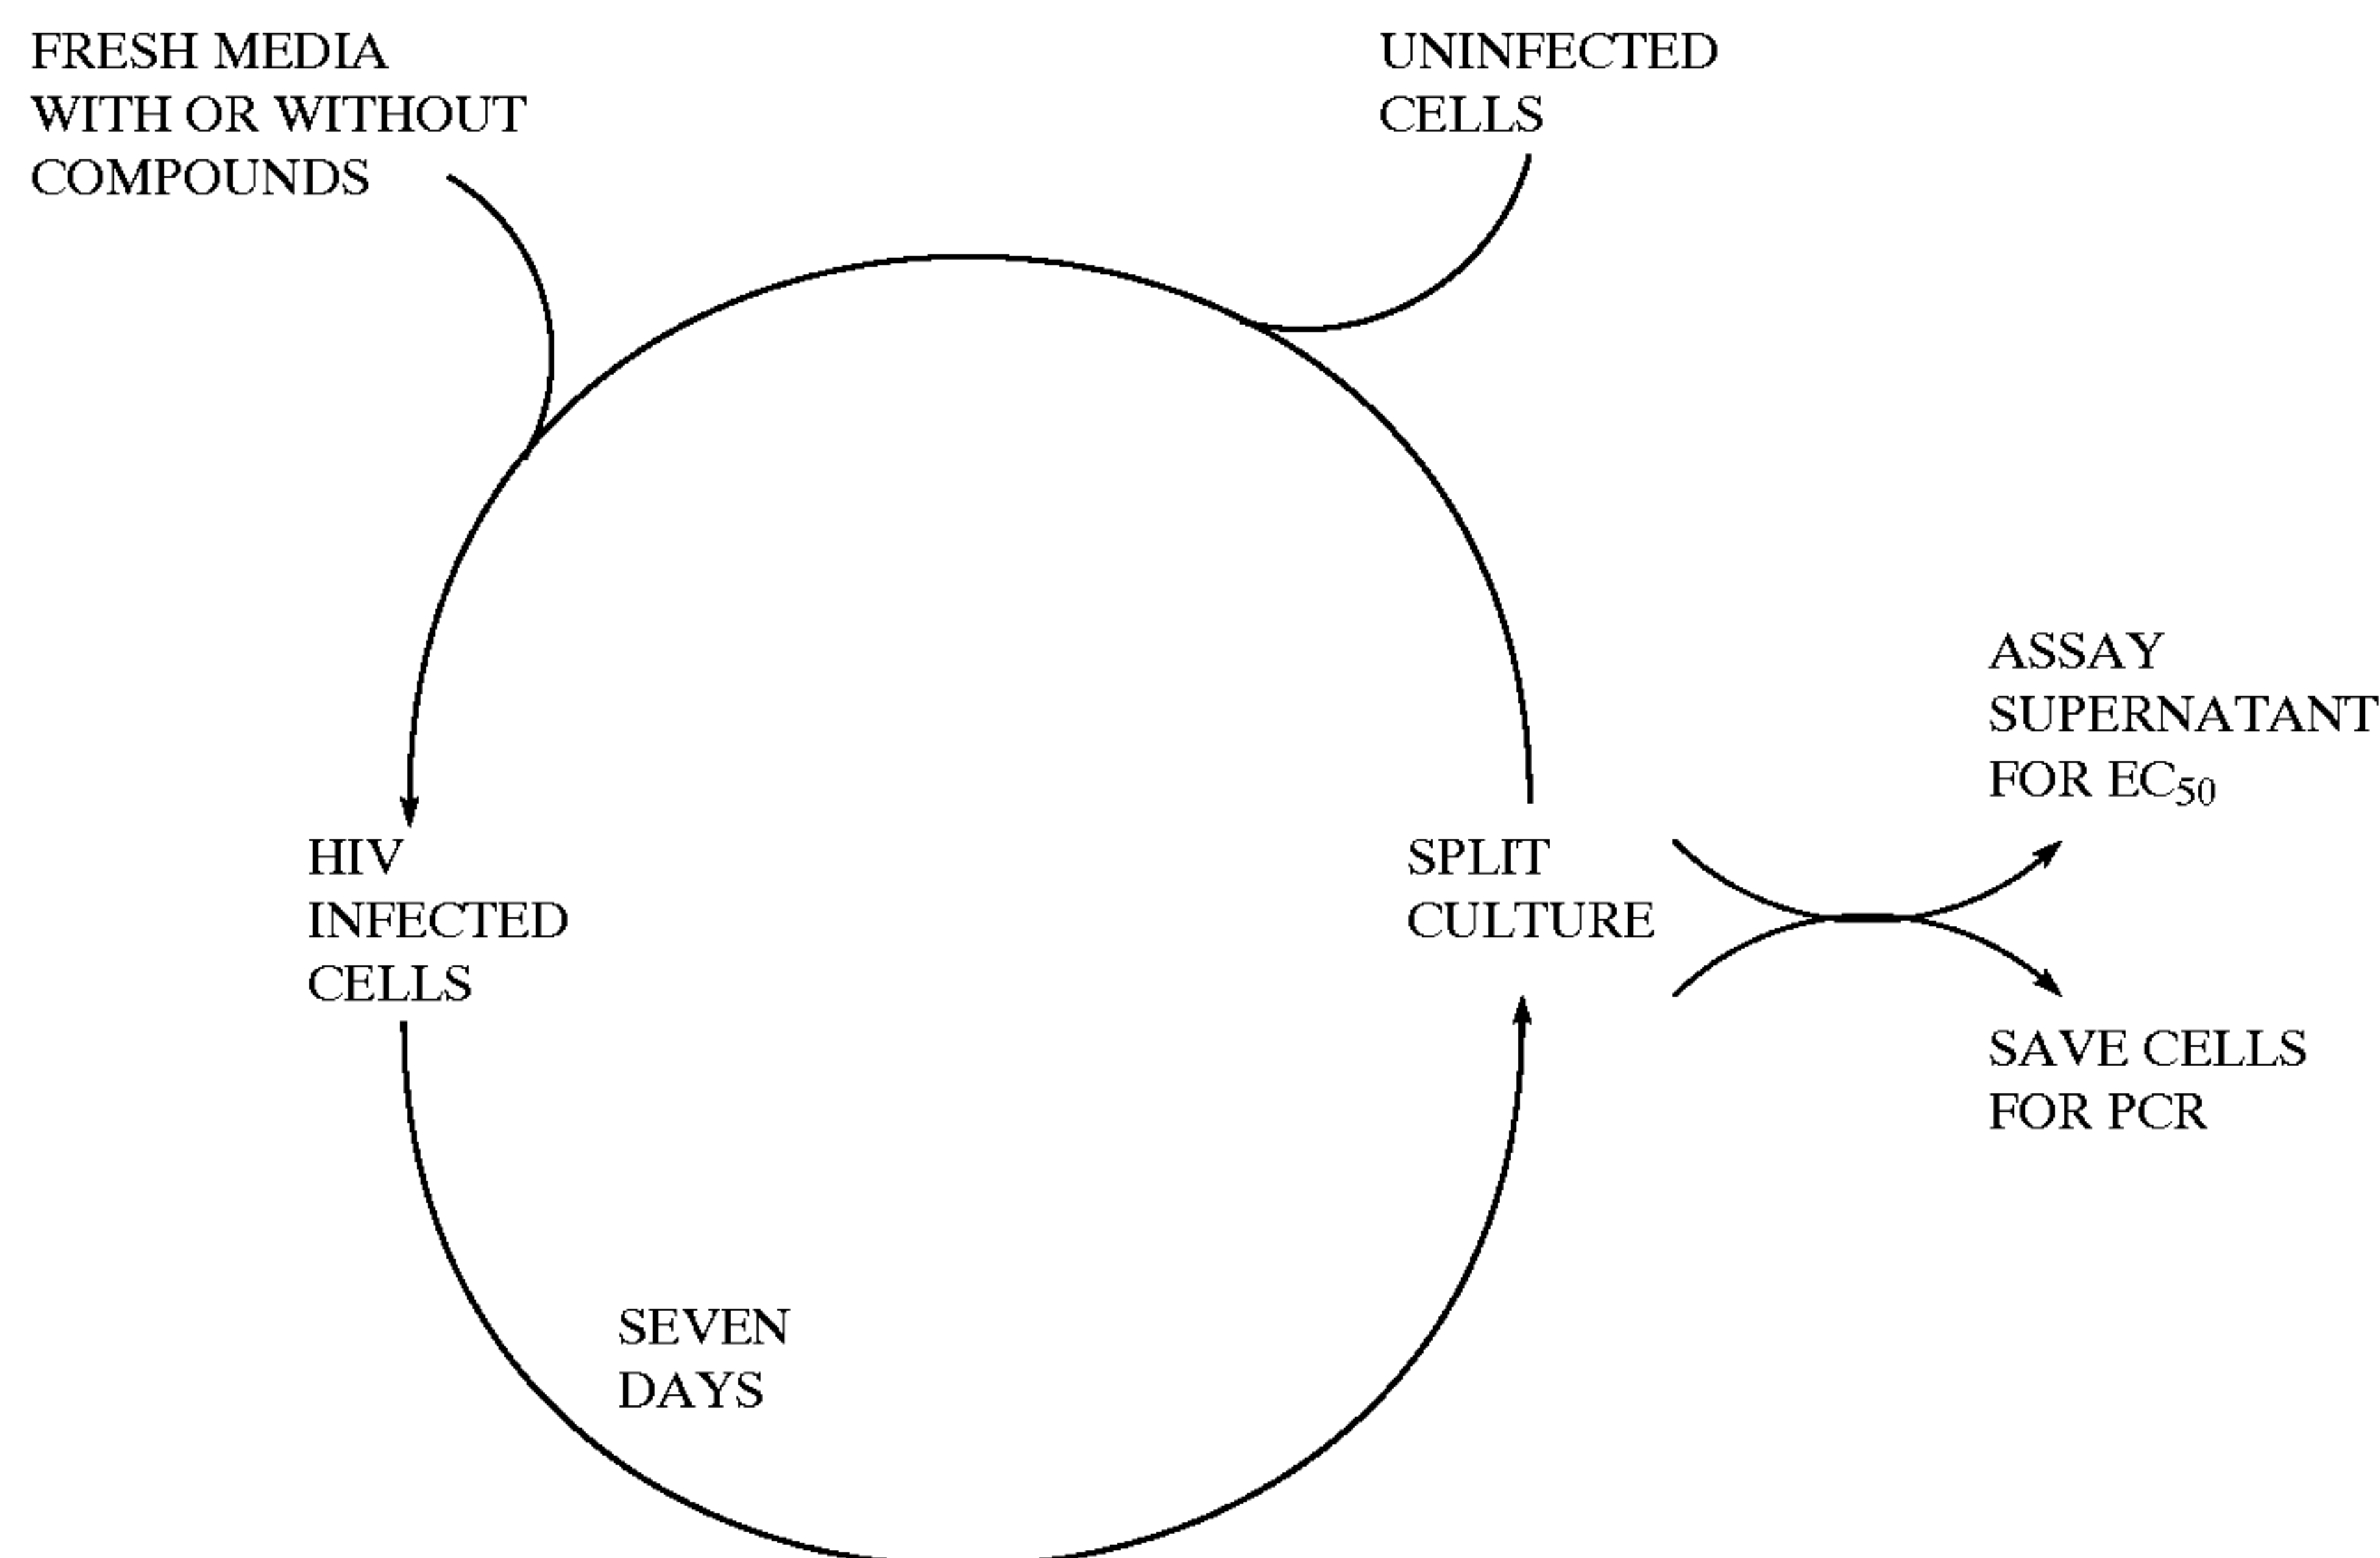 FRESH MEDIA
WITH OR WITHOUT
COMPOUNDS
UNINFECTED
CELLS
ASSAY
SUPERNATANT
FOR EC₅₀
HIV
INFECTED
CELLS
SPLIT
CULTURE
SAVE CELLS
FOR PCR
SEVEN
DAYS